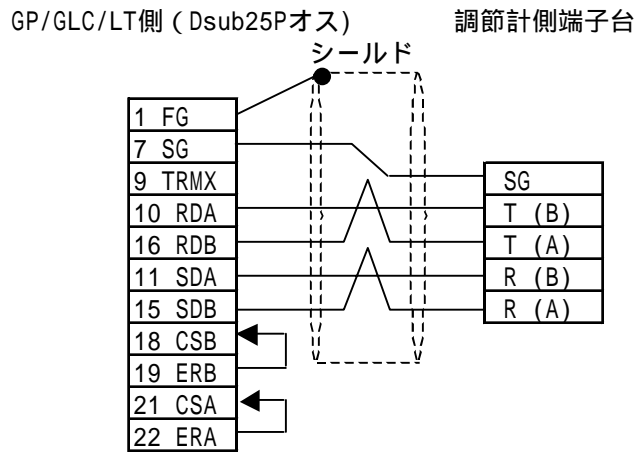 GP/GLC/LT側（Dsub25Pオス） 調節計側端子台
シールド
1 FG
7 SG
9 TRMX
10 RDA
16 RDB
11 SDA
15 SDB
18 CSB
19 ERB
21 CSA
22 ERA
SG
T (B)
T (A)
R (B)
R (A)